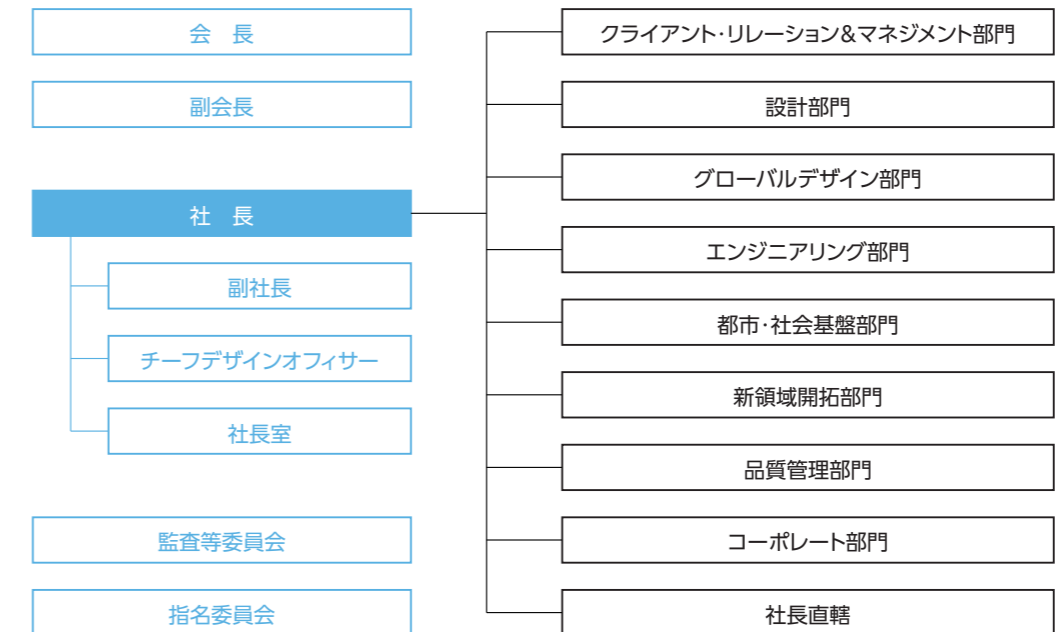 会　長
副会長
社　長
副社長
チーフデザインオフィサー
社長室
監査等委員会
指名委員会
クライアント・リレーション&マネジメント部門
設計部門
グローバルデザイン部門
エンジニアリング部門
都市・社会基盤部門
新領域開拓部門
品質管理部門
コーポレート部門
社長直轄